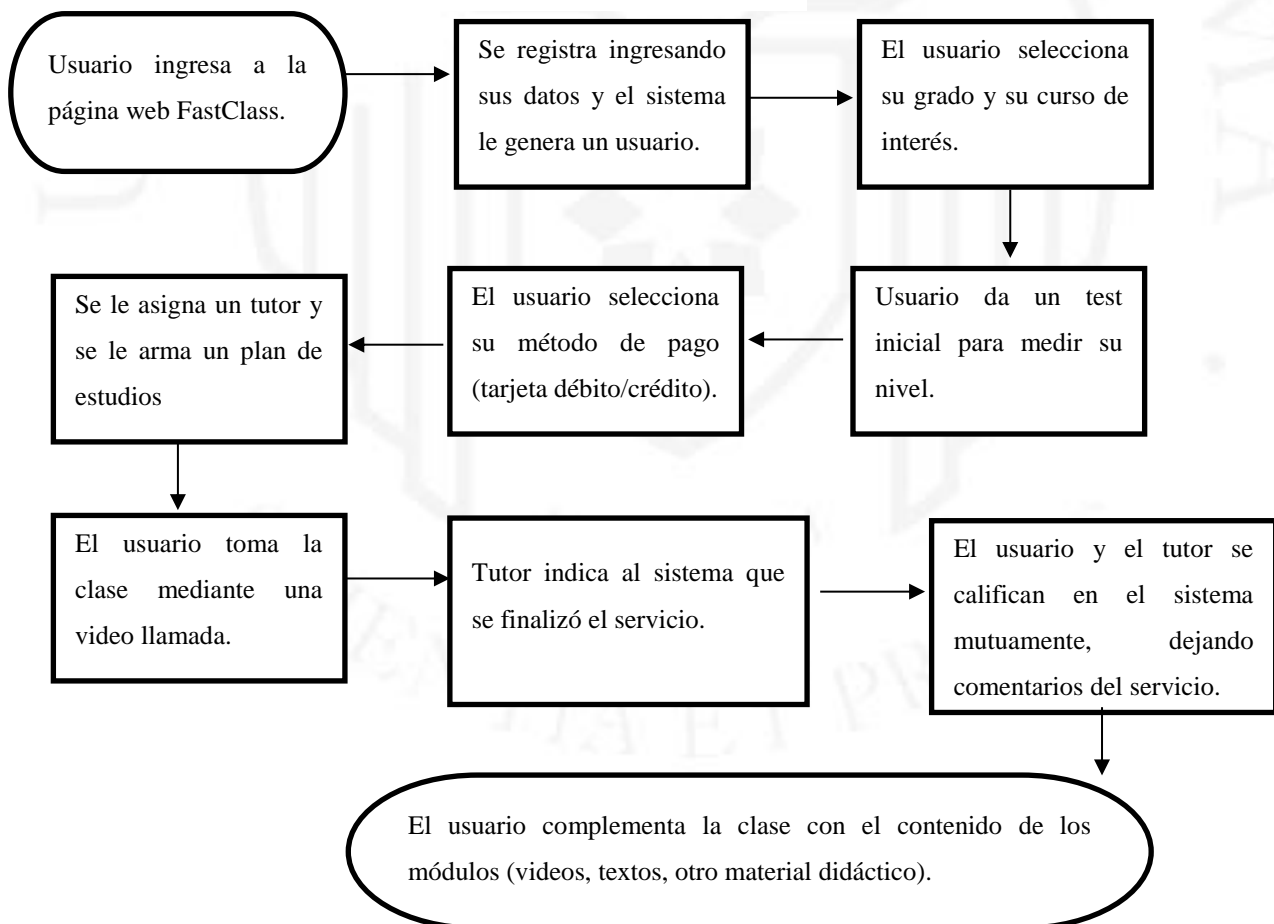 Usuario ingresa a la
página web FastClass.
Se registra ingresando
sus datos y el sistema
le genera un usuario.
El usuario selecciona
su grado y su curso de
interés.
Usuario da un test
inicial para medir su
nivel.
El usuario selecciona
su método de pago
(tarjeta débito/crédito).
Se le asigna un tutor y
se le arma un plan de
estudios
El usuario toma la
clase mediante una
video llamada.
Tutor indica al sistema que
se finalizó el servicio.
El usuario y el tutor se
califican en el sistema
mutuamente, dejando
comentarios del servicio.
El usuario complementa la clase con el contenido de los
módulos (videos, textos, otro material didáctico).